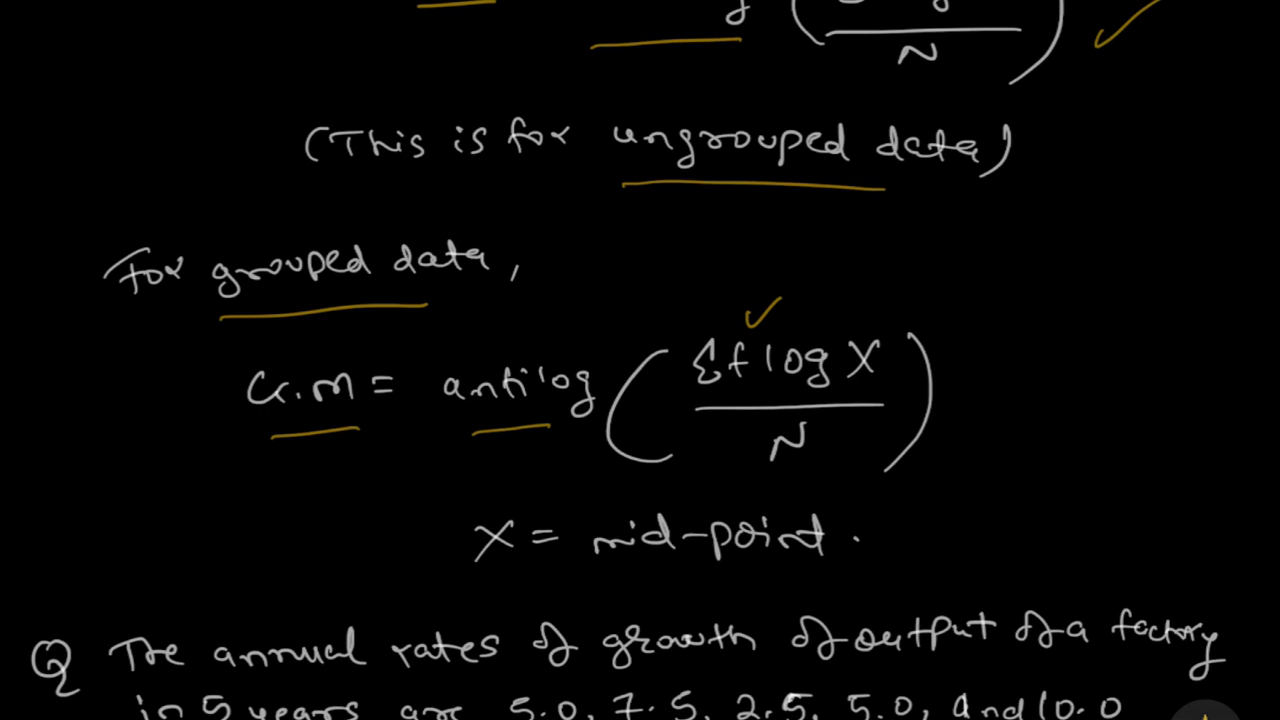 N
(This is for ungrouped data)
For grouped data,
G.M = antilog (Σf log X / N)
X = mid-point.
Q The annual rates of growth of output of a factory
in 5 years are 5.0, 7.5, 2.5, 5.0, and 10.0